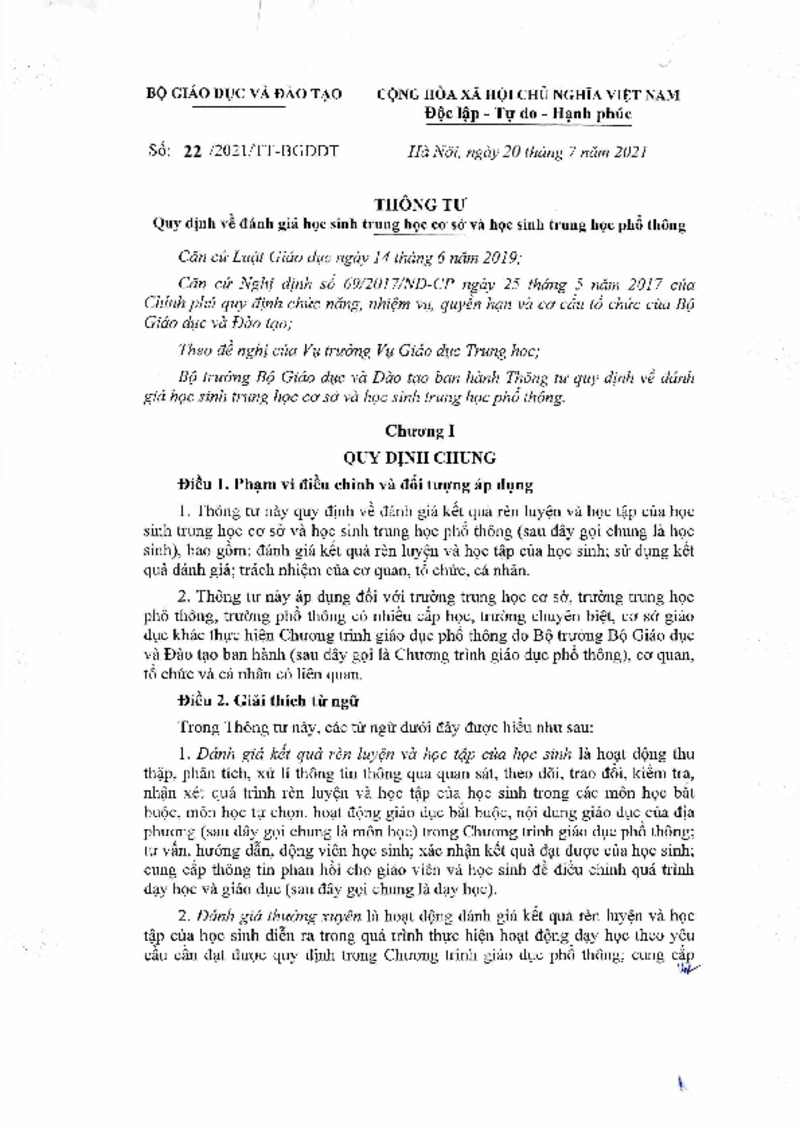 BỘ GIÁO DỤC VÀ ĐÀO TẠO
CỘNG HÒA XÃ HỘI CHỦ NGHĨA VIỆT NAM
Độc lập - Tự do - Hạnh phúc
Số: 22 /2021/TT-BGDĐT
Hà Nội, ngày 20 tháng 7 năm 2021
THÔNG TƯ
Quy định về đánh giá học sinh trung học cơ sở và học sinh trung học phổ thông
Căn cứ Luật Giáo dục ngày 14 tháng 6 năm 2019;
Căn cứ Nghị định số 69/2017/NĐ-CP ngày 25 tháng 5 năm 2017 của
Chính phủ quy định chức năng, nhiệm vụ, quyền hạn và cơ cấu tổ chức của Bộ
Giáo dục và Đào tạo;
Theo đề nghị của Vụ trưởng Vụ Giáo dục Trung học;
Bộ trưởng Bộ Giáo dục và Đào tạo ban hành Thông tư quy định về đánh
giá học sinh trung học cơ sở và học sinh trung học phổ thông.
Chương I
QUY ĐỊNH CHUNG
Điều 1. Phạm vi điều chỉnh và đối tượng áp dụng
1. Thông tư này quy định về đánh giá kết quả rèn luyện và học tập của học
sinh trung học cơ sở và học sinh trung học phổ thông (sau đây gọi chung là học
sinh), bao gồm: đánh giá kết quả rèn luyện và học tập của học sinh; sử dụng kết
quả đánh giá; trách nhiệm của cơ quan, tổ chức, cá nhân.
2. Thông tư này áp dụng đối với trường trung học cơ sở, trường trung học
phổ thông, trường phổ thông có nhiều cấp học, trường chuyên biệt, cơ sở giáo
dục khác thực hiện Chương trình giáo dục phổ thông do Bộ trưởng Bộ Giáo dục
và Đào tạo ban hành (sau đây gọi là Chương trình giáo dục phổ thông), cơ quan,
tổ chức và cá nhân có liên quan.
Điều 2. Giải thích từ ngữ
Trong Thông tư này, các từ ngữ dưới đây được hiểu như sau:
1. Đánh giá kết quả rèn luyện và học tập của học sinh là hoạt động thu
thập, phân tích, xử lí thông tin thông qua quan sát, theo dõi, trao đổi, kiểm tra,
nhận xét quá trình rèn luyện và học tập của học sinh trong các môn học bắt
buộc, môn học tự chọn, hoạt động giáo dục bắt buộc, nội dung giáo dục của địa
phương (sau đây gọi chung là môn học) trong Chương trình giáo dục phổ thông;
tư vấn, hướng dẫn, động viên học sinh; xác nhận kết quả đạt được của học sinh;
cung cấp thông tin phản hồi cho giáo viên và học sinh để điều chỉnh quá trình
dạy học và giáo dục (sau đây gọi chung là dạy học).
2. Đánh giá thường xuyên là hoạt động đánh giá kết quả rèn luyện và học
tập của học sinh diễn ra trong quá trình thực hiện hoạt động dạy học theo yêu
cầu cần đạt được quy định trong Chương trình giáo dục phổ thông; cung cấp